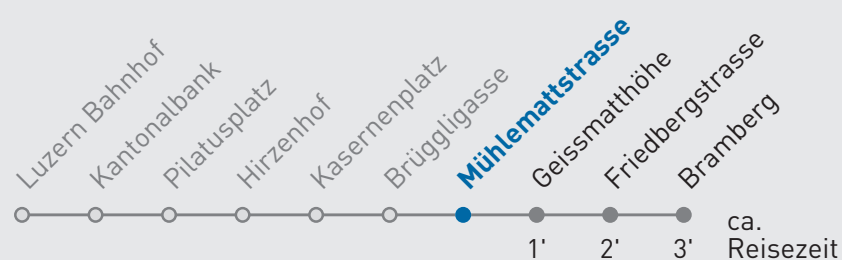 Luzern Bahnhof
Kantonalbank
Pilatusplatz
Hirzenhof
Kasernenplatz
Brüggligasse
Mühlemattstrasse
Geissmatthöhe
Friedbergstrasse
Bramberg
ca.
1' 2' 3' Reisezeit